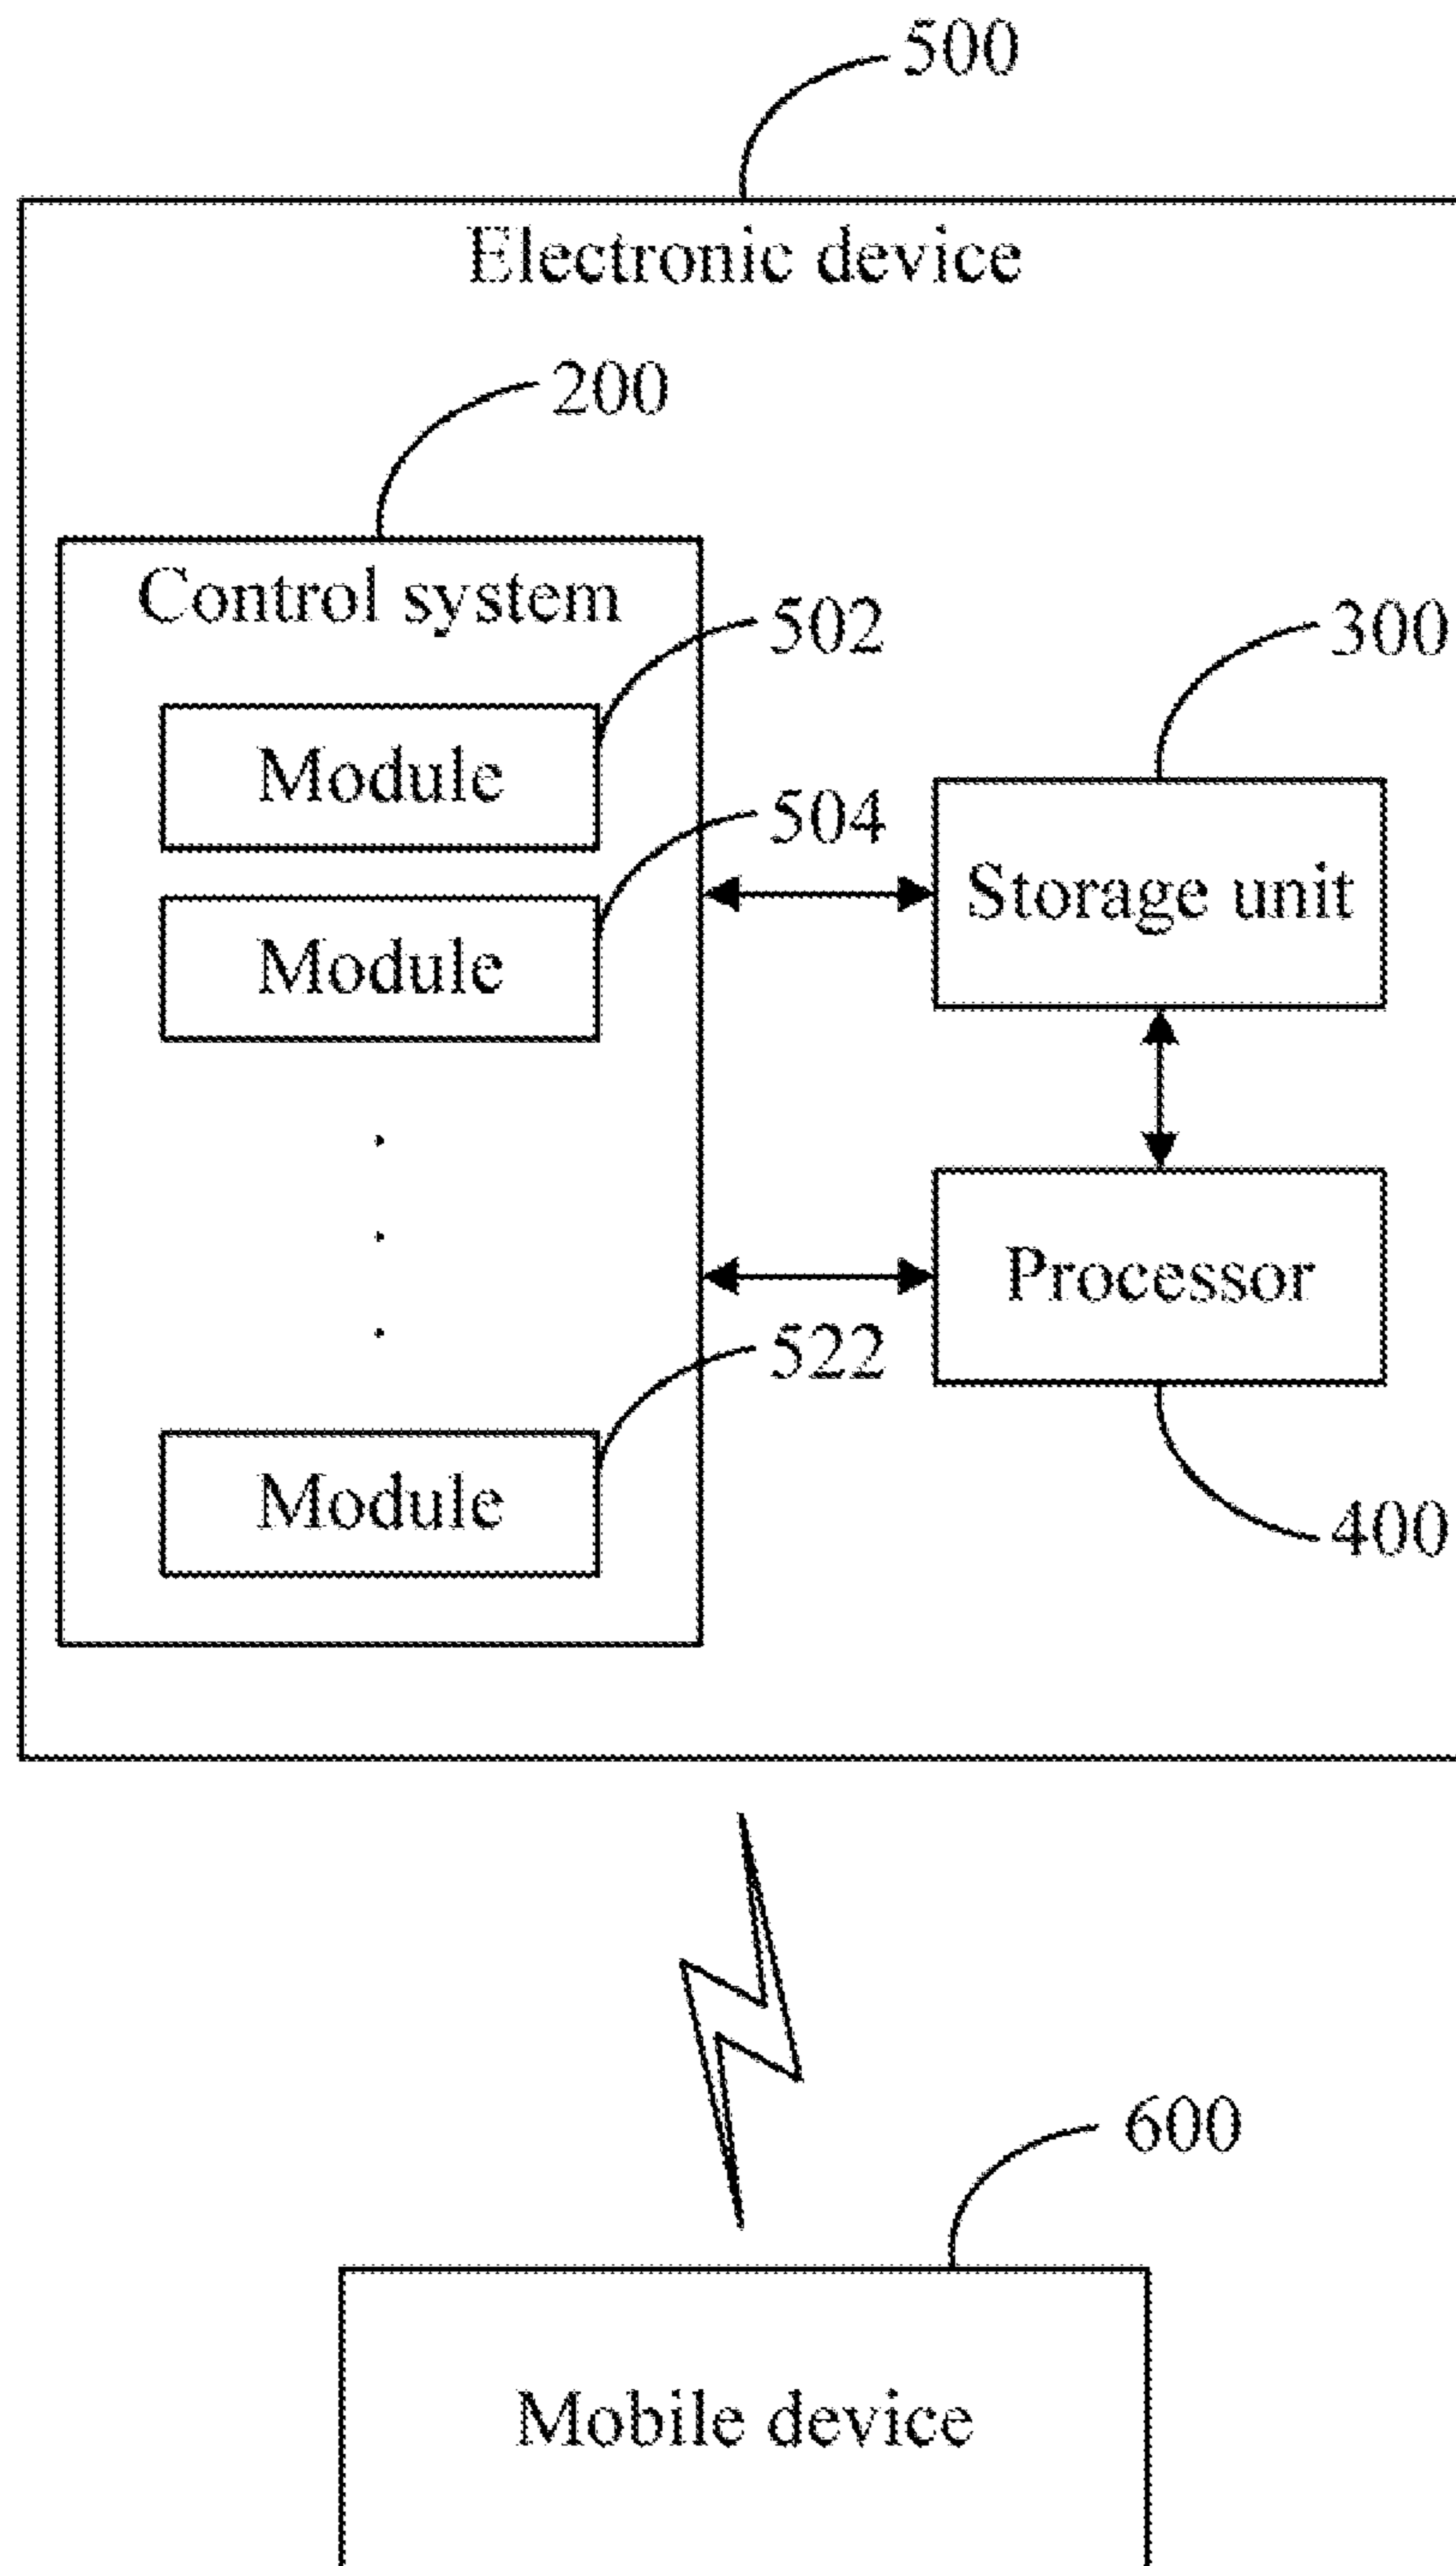 500
Electronic device
200
Control system
502
300
Module
504
Storage unit
Module
Processor
522
Module
400
600
Mobile device